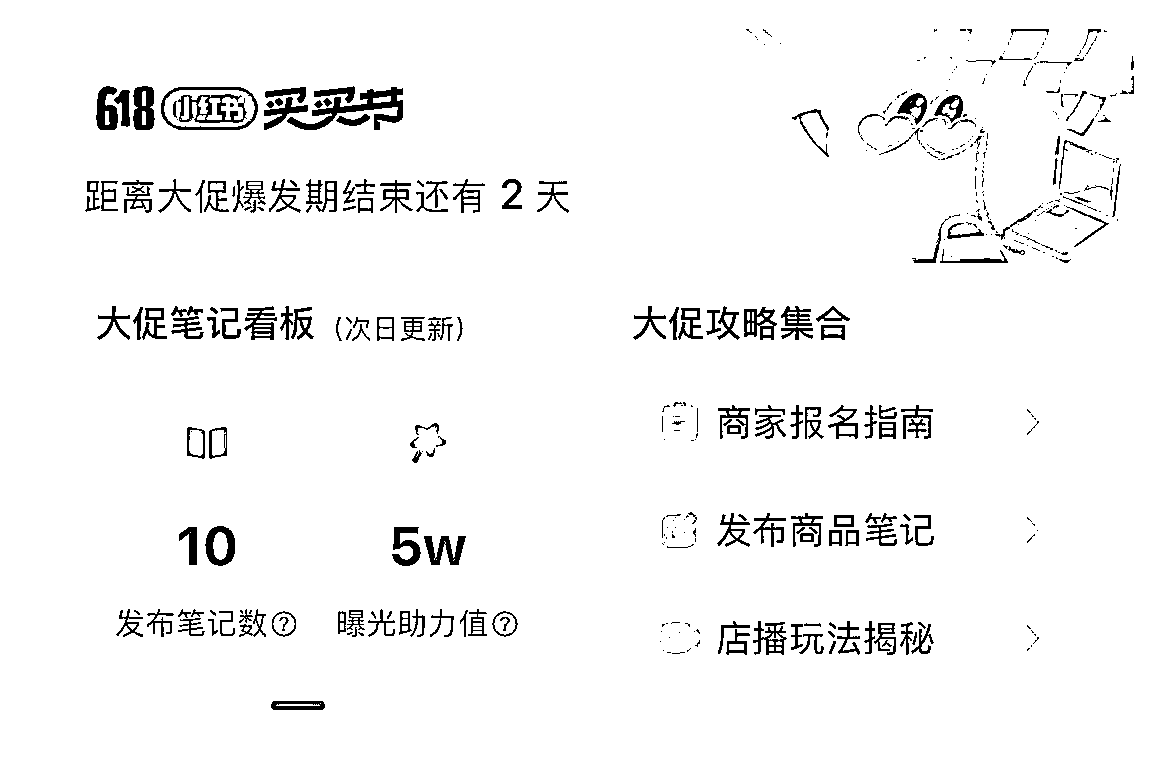 618 小红书 买买节
距离大促爆发期结束还有 2 天
大促笔记看板 (次日更新)
10
发布笔记数?
5w
曝光助力值?
大促攻略集合
商家报名指南
发布商品笔记
店播玩法揭秘